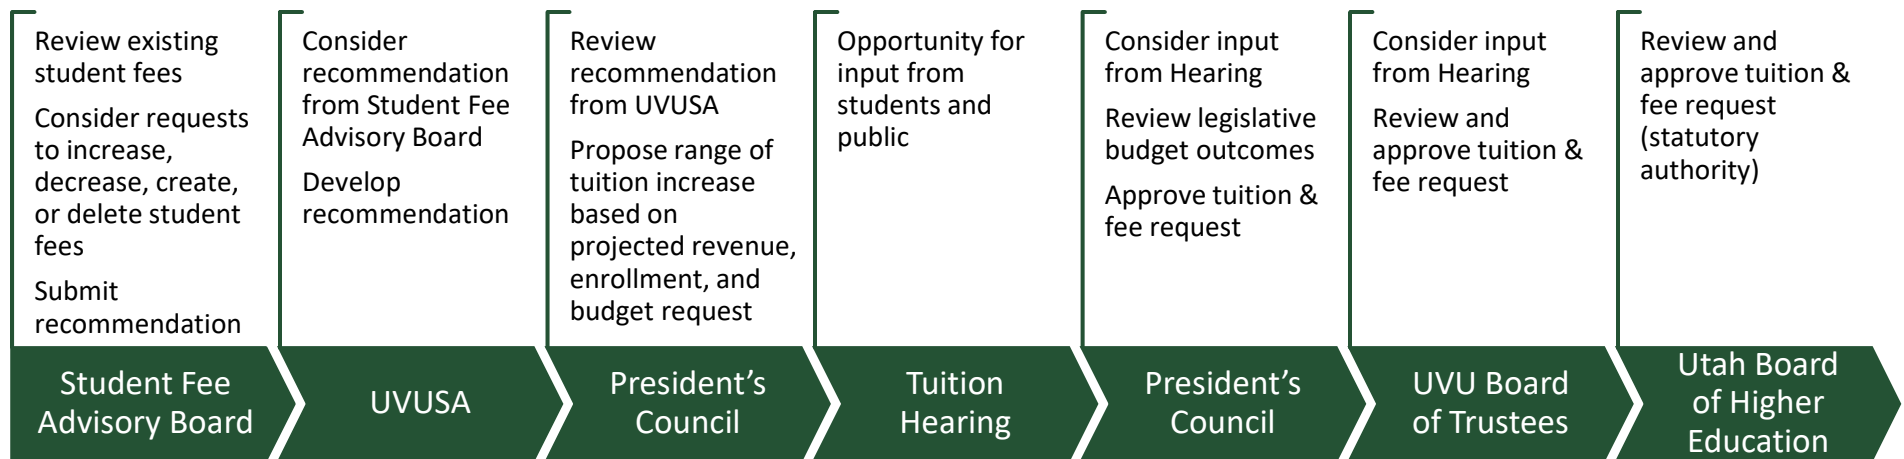 Review existing
student fees
Consider requests
to increase,
decrease, create,
or delete student
fees
Submit
recommendation
Student Fee
Advisory Board
Consider
recommendation
from Student Fee
Advisory Board
Develop
recommendation
UVUSA
Review
recommendation
from UVUSA
Propose range of
tuition increase
based on
projected revenue,
enrollment, and
budget request
President’s
Council
Opportunity for
input from
students and
public
Tuition
Hearing
Consider input
from Hearing
Review legislative
budget outcomes
Approve tuition &
fee request
President’s
Council
Consider input
from Hearing
Review and
approve tuition &
fee request
UVU Board
of Trustees
Review and
approve tuition &
fee request
(statutory
authority)
Utah Board
of Higher
Education